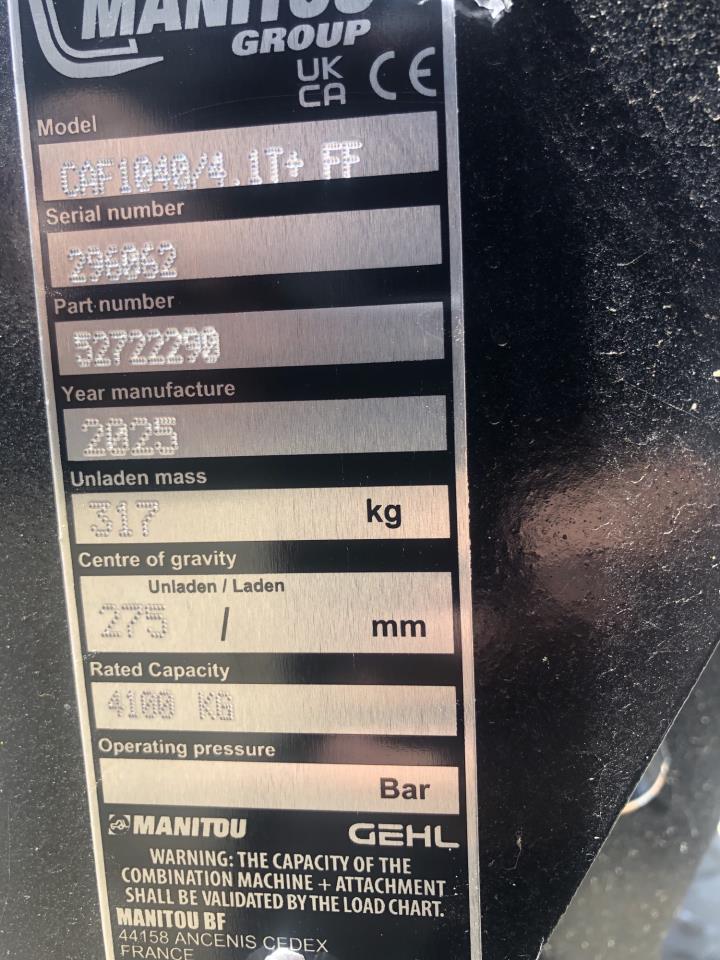 MANITOU
GROUP
UK
CA CE
Model
CAF1040/4.1T+ FF
Serial number
296062
Part number
52722290
Year manufacture
2025
Unladen mass
317 kg
Centre of gravity
Unladen / Laden
275 / mm
Rated Capacity
4100 KG
Operating pressure
Bar
MANITOU GEHL
WARNING: THE CAPACITY OF THE
COMBINATION MACHINE + ATTACHMENT
SHALL BE VALIDATED BY THE LOAD CHART.
MANITOU BF
44158 ANCENIS CEDEX
FRANCE